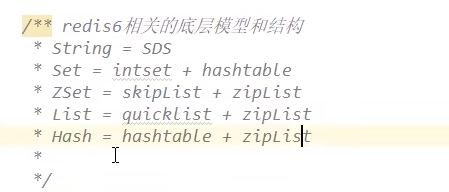 /** redis6相关的底层模型和结构
* String = SDS
* Set = intset + hashtable
* ZSet = skipList + zipList
* List = quicklist + zipList
* Hash = hashtable + zipList
*
*/